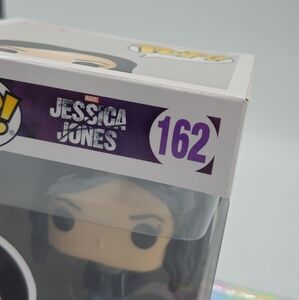 MARVEL
JESSICA
JONES
162
!